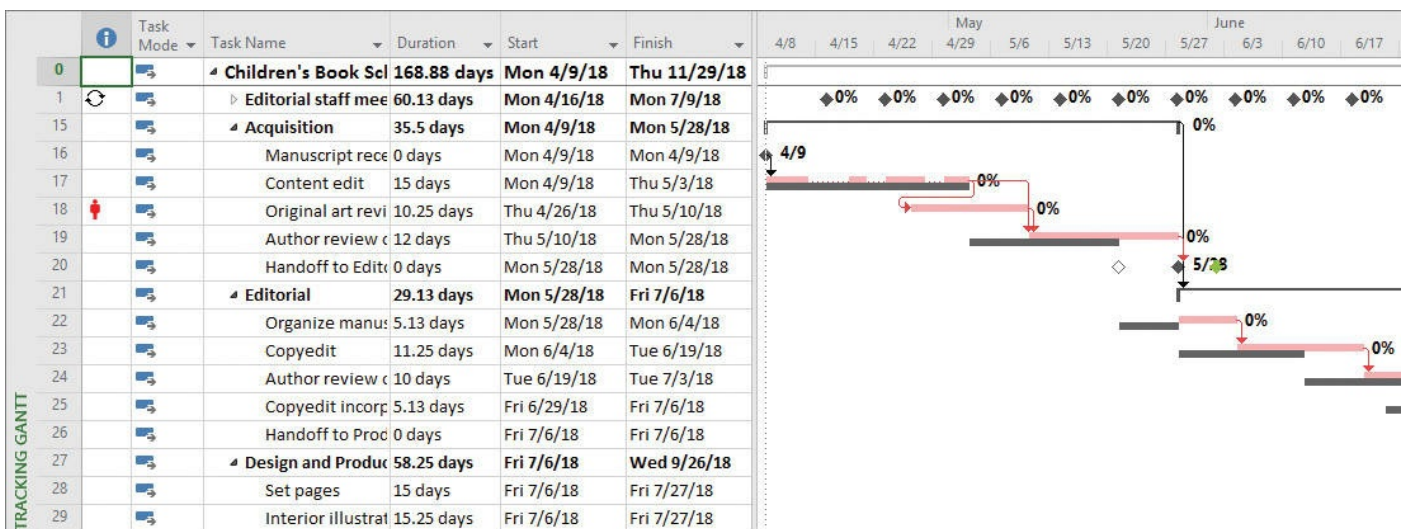 May June
Task Mode Task Name Duration Start Finish 4/8 4/15 4/22 4/29 5/6 5/13 5/20 5/27 6/3 6/10 6/17
0 Children's Book Scl 168.88 days Mon 4/9/18 Thu 11/29/18
1 Editorial staff mee 60.13 days Mon 4/16/18 Mon 7/9/18 0% 0% 0% 0% 0% 0% 0% 0% 0% 0%
15 Acquisition 35.5 days Mon 4/9/18 Mon 5/28/18 0%
16 Manuscript rece 0 days Mon 4/9/18 Mon 4/9/18 4/9
17 Content edit 15 days Mon 4/9/18 Thu 5/3/18 0%
18 Original art revi 10.25 days Thu 4/26/18 Thu 5/10/18 0%
19 Author review c 12 days Thu 5/10/18 Mon 5/28/18 0%
20 Handoff to Edito 0 days Mon 5/28/18 Mon 5/28/18 5/28
21 Editorial 29.13 days Mon 5/28/18 Fri 7/6/18
22 Organize manus 5.13 days Mon 5/28/18 Mon 6/4/18 0%
23 Copyedit 11.25 days Mon 6/4/18 Tue 6/19/18 0%
24 Author review c 10 days Tue 6/19/18 Tue 7/3/18
25 Copyedit incorp 5.13 days Fri 6/29/18 Fri 7/6/18
26 Handoff to Prod 0 days Fri 7/6/18 Fri 7/6/18
27 Design and Produc 58.25 days Fri 7/6/18 Wed 9/26/18
28 Set pages 15 days Fri 7/6/18 Fri 7/27/18
29 Interior illustrat 15.25 days Fri 7/6/18 Fri 7/27/18
TRACKING GANTT